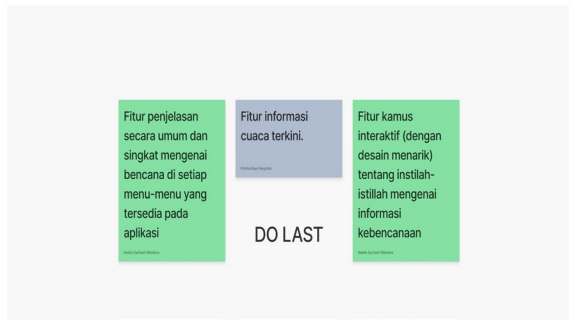 Fitur penjelasan
secara umum dan
singkat mengenai
bencana di setiap
menu-menu yang
tersedia pada
aplikasi
Fitur informasi
cuaca terkini.
DO LAST
Fitur kamus
interaktif (dengan
desain menarik)
tentang instilah-
istillah mengenai
informasi
kebencanaan